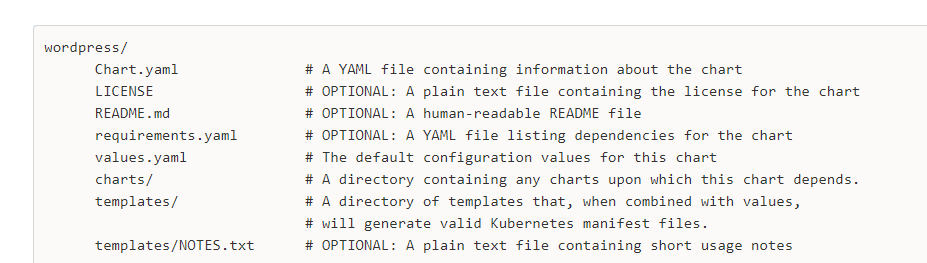 wordpress/
Chart.yaml # A YAML file containing information about the chart
LICENSE # OPTIONAL: A plain text file containing the license for the chart
README.md # OPTIONAL: A human-readable README file
requirements.yaml # OPTIONAL: A YAML file listing dependencies for the chart
values.yaml # The default configuration values for this chart
charts/ # A directory containing any charts upon which this chart depends.
templates/ # A directory of templates that, when combined with values,
# will generate valid Kubernetes manifest files.
templates/NOTES.txt # OPTIONAL: A plain text file containing short usage notes